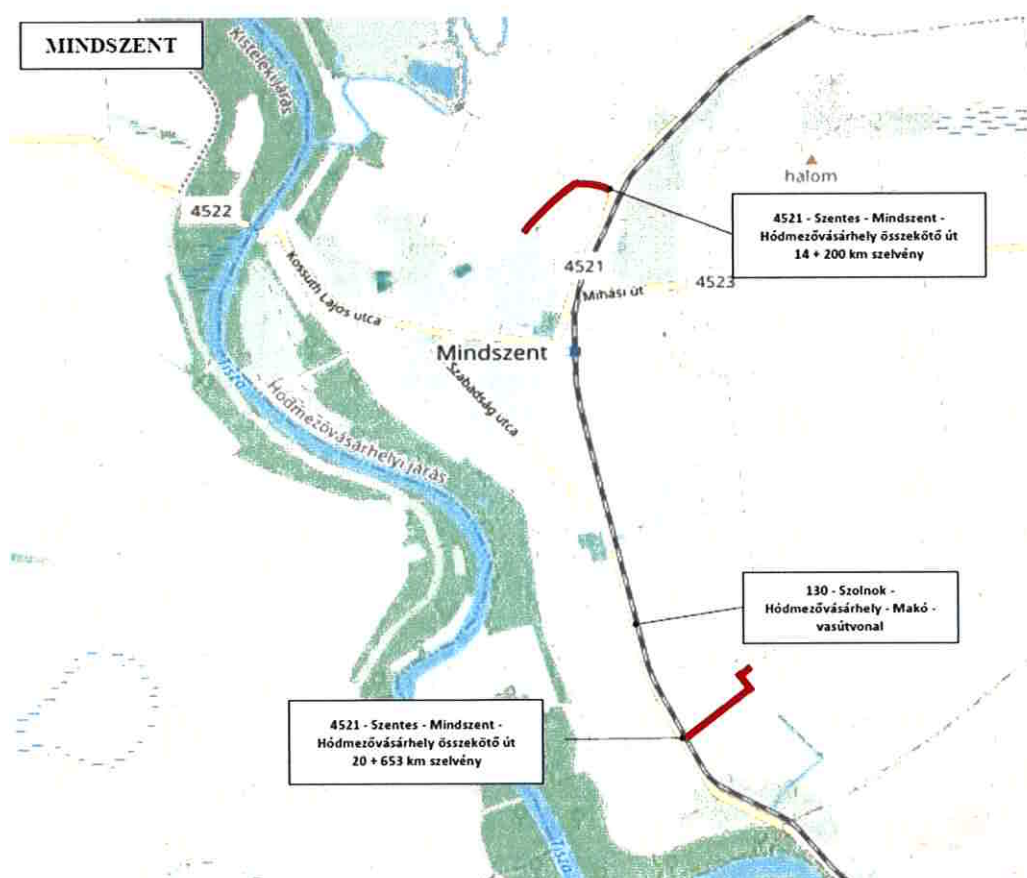 MINDSZENT
Kistelekijárás
halom
4522
4521 - Szentes - Mindszent -
Hódmezővásárhely összekötő út
14 + 200 km szelvény
Kossuth Lajos utca
4521
4523
Mihási út
Mindszent
Szabadság utca
Tisza
Hódmezővásárhelyi járás
130 - Szolnok -
Hódmezővásárhely - Makó -
vasútvonal
4521 - Szentes - Mindszent -
Hódmezővásárhely összekötő út
20 + 653 km szelvény
Tisza